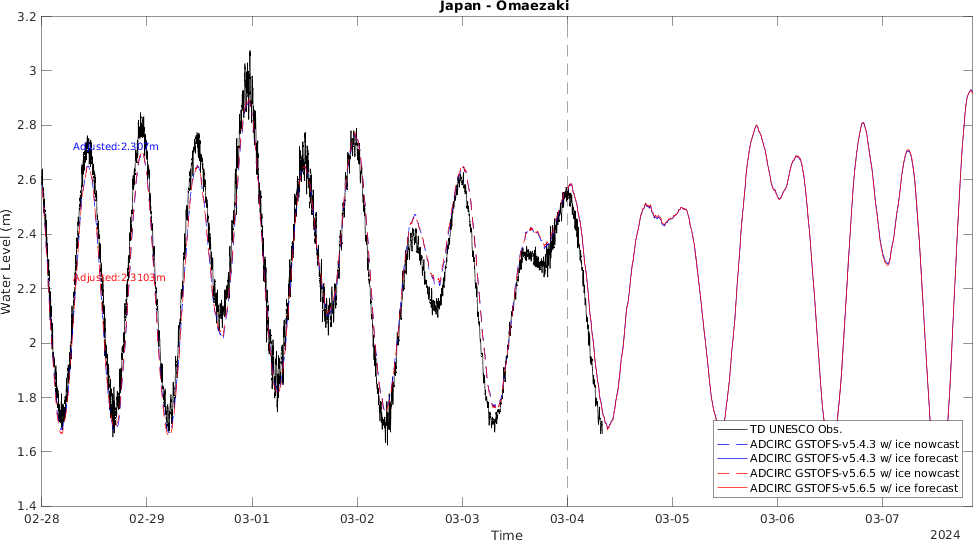 Japan - Omaezaki
3.2
3
2.8
2.6
2.4
2.2
2
1.8
1.6
1.4
Water Level (m)
Adjusted:2.307m
Adjusted:2.3103m
TD UNESCO Obs.
ADCIRC GSTOFS-v5.4.3 w/ ice nowcast
ADCIRC GSTOFS-v5.4.3 w/ ice forecast
ADCIRC GSTOFS-v5.6.5 w/ ice nowcast
ADCIRC GSTOFS-v5.6.5 w/ ice forecast
02-28 02-29 03-01 03-02 03-03 03-04 03-05 03-06 03-07
Time
2024